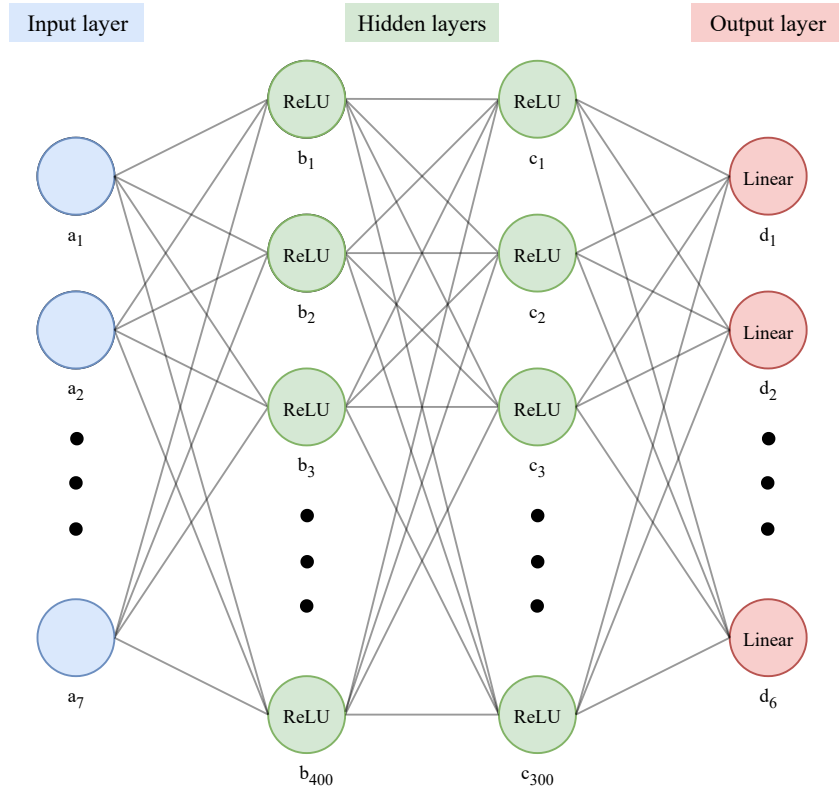 Input layer
Hidden layers
Output layer
ReLU
b1
ReLU
c1
a1
Linear
d1
ReLU
b2
ReLU
c2
a2
Linear
d2
ReLU
b3
ReLU
c3
a7
Linear
d6
ReLU
b400
ReLU
c300